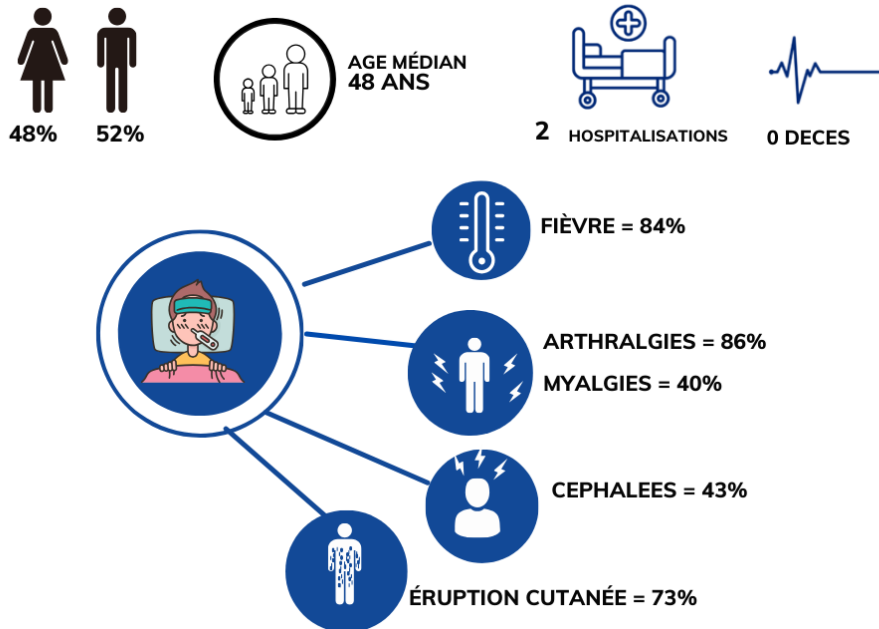 48%
52%
AGE MÉDIAN
48 ANS
2 HOSPITALISATIONS
0 DECES
FIÈVRE = 84%
ARTHRALGIES = 86%
MYALGIES = 40%
CEPHALEES = 43%
ÉRUPTION CUTANÉE = 73%